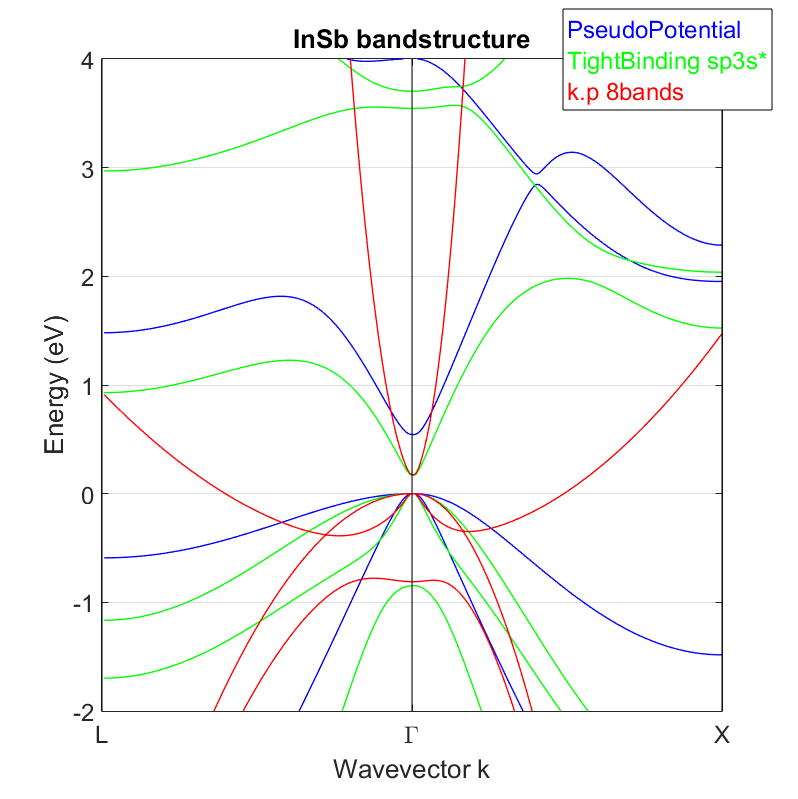 InSb bandstructure
PseudoPotential
TightBinding sp3s*
k.p 8bands
4
3
2
1
0
-1
-2
Energy (eV)
L
Γ
X
Wavevector k